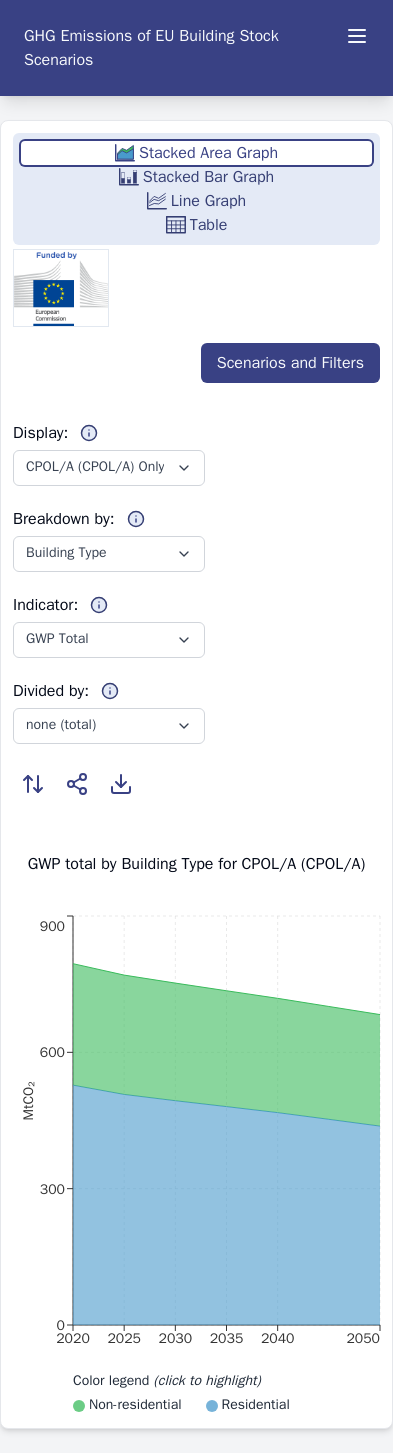 GHG Emissions of EU Building Stock
Scenarios
Stacked Area Graph
Stacked Bar Graph
Line Graph
Table
Funded by
European
Commission
Scenarios and Filters
Display:
CPOL/A (CPOL/A) Only
Breakdown by:
Building Type
Indicator:
GWP Total
Divided by:
none (total)
GWP total by Building Type for CPOL/A (CPOL/A)
900
600
300
0
MtCO₂
2020 2025 2030 2035 2040 2050
Color legend (click to highlight)
Non-residential Residential